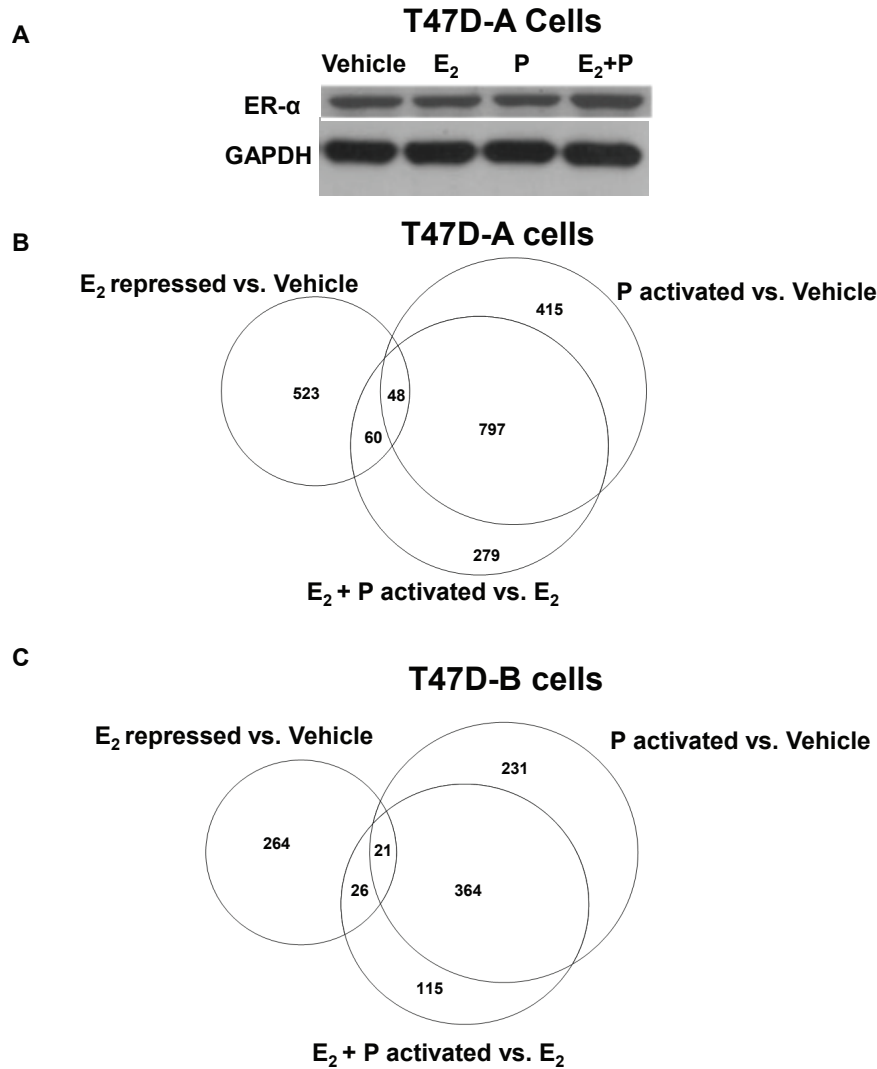 A
T47D-A Cells
Vehicle E₂ P E₂+P
ER-α
GAPDH
B
T47D-A cells
E₂ repressed vs. Vehicle
P activated vs. Vehicle
415
523
48
60
797
279
E₂ + P activated vs. E₂
C
T47D-B cells
E₂ repressed vs. Vehicle
P activated vs. Vehicle
231
264
21
26
364
115
E₂ + P activated vs. E₂